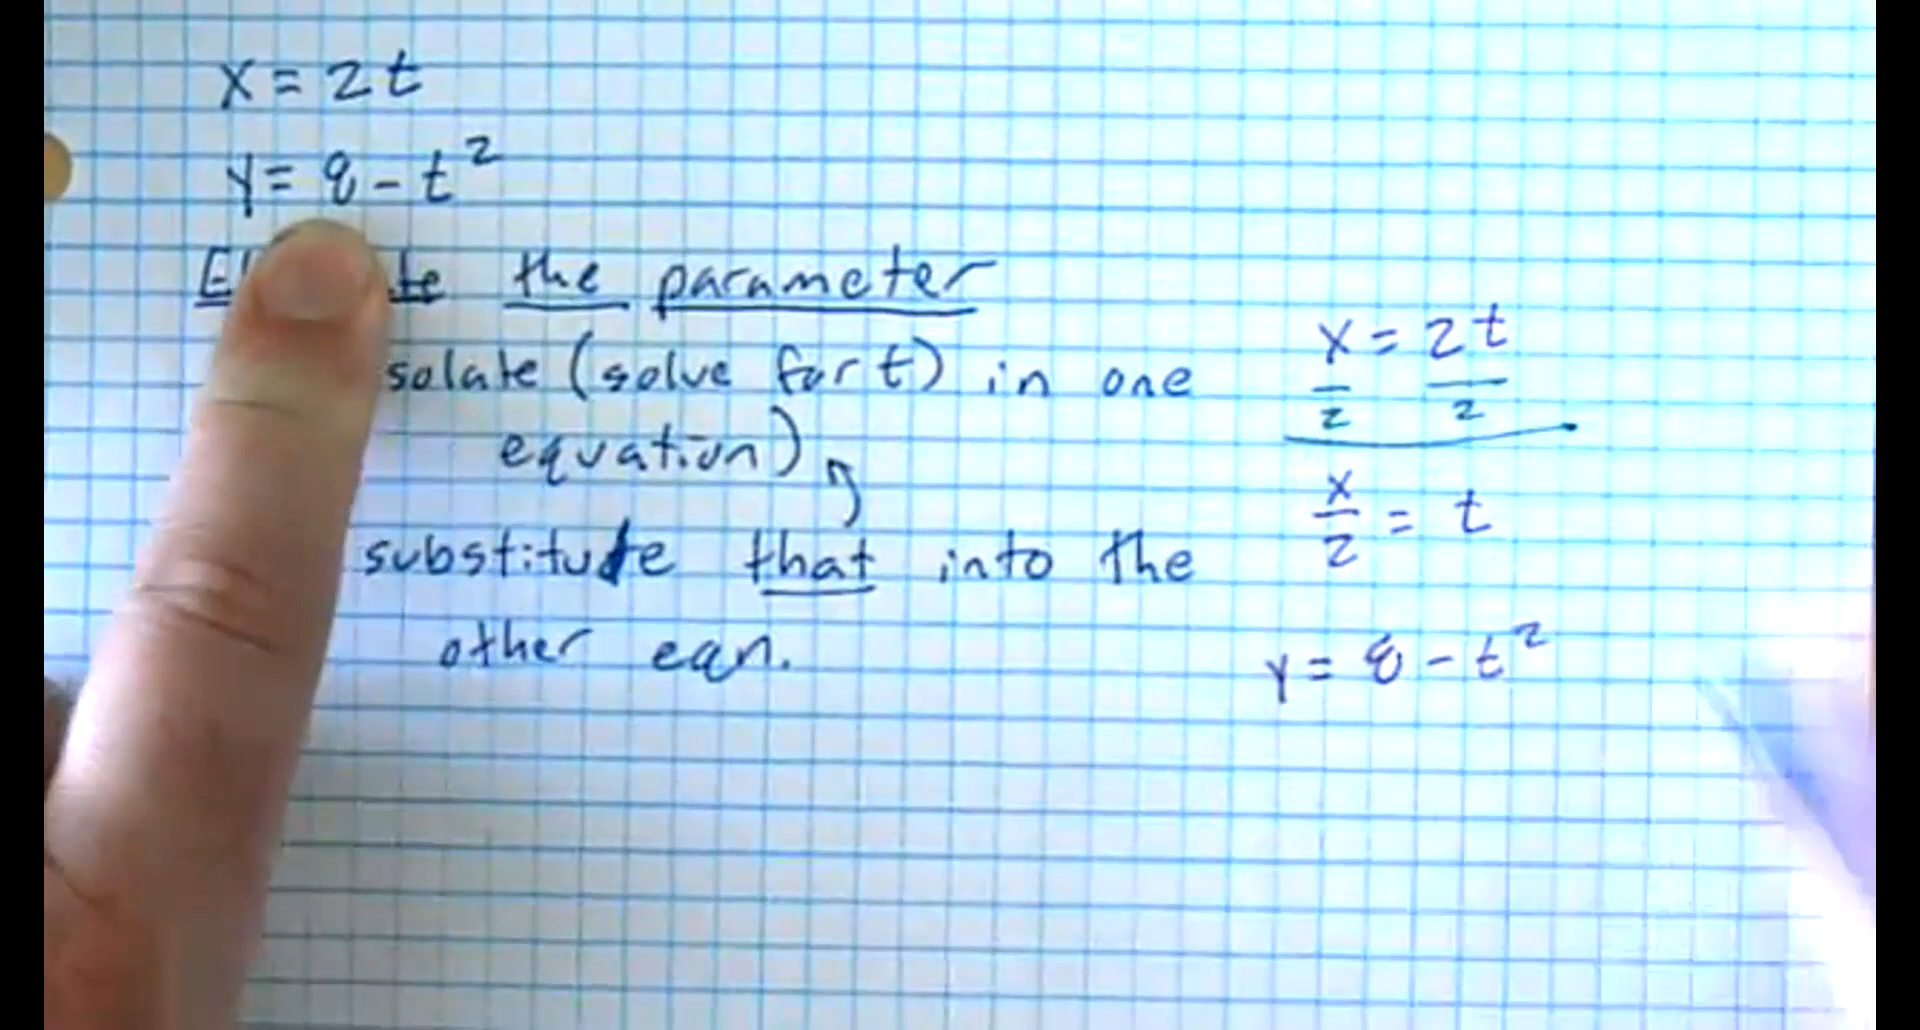 x = 2t
y = 8 - t²
the parameter
(solve for t) in one
equation)
substitute that into the
other eqn.
x = 2t
2 2
x/2 = t
y = 8 - t²